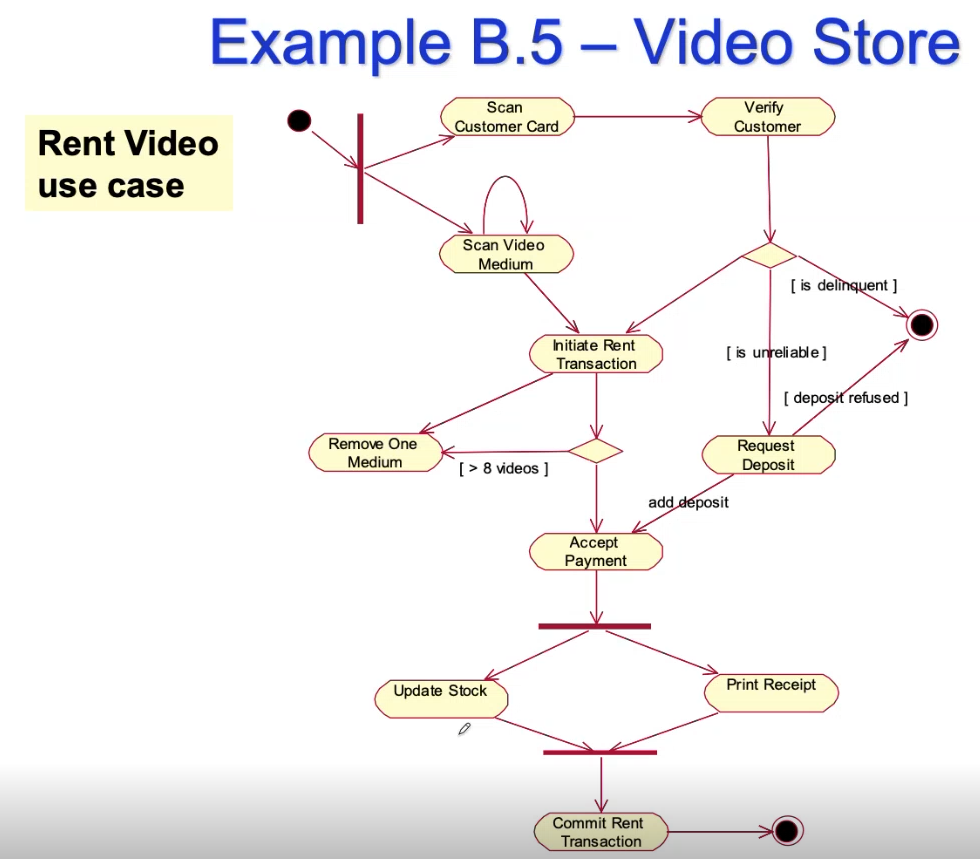 Example B.5 – Video Store
Rent Video
use case
Scan
Customer Card
Verify
Customer
Scan Video
Medium
[ is delinquent ]
Initiate Rent
Transaction
[ is unreliable ]
[ deposit refused ]
Remove One
Medium
[ > 8 videos ]
Request
Deposit
add deposit
Accept
Payment
Update Stock
Print Receipt
Commit Rent
Transaction